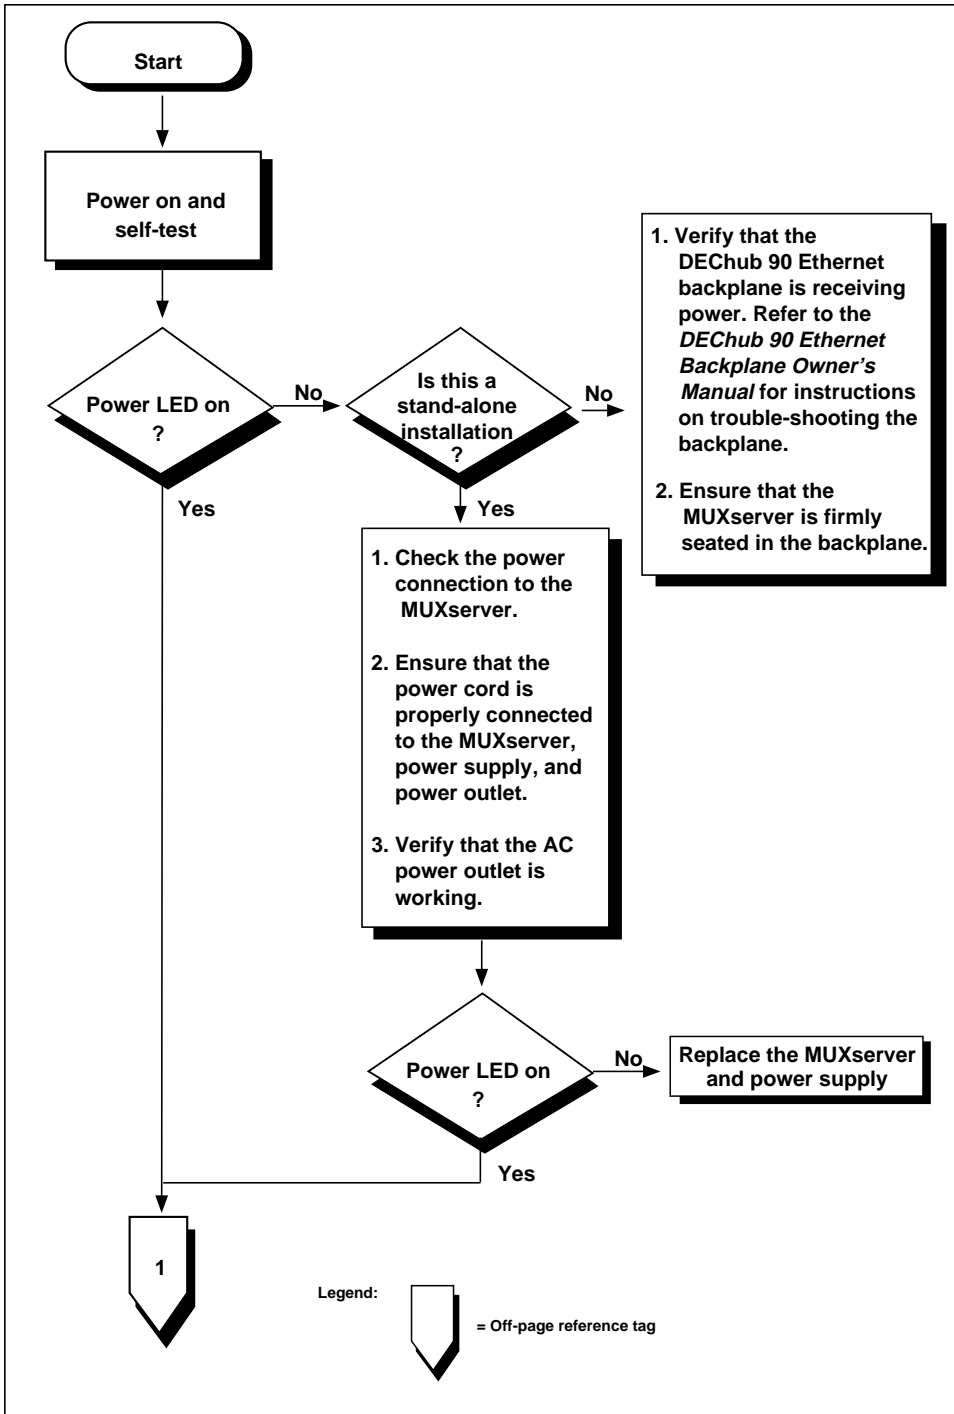 Start
Power on and
self-test
Power LED on
?
No
Yes
Is this a
stand-alone
installation
?
No
Yes
1. Verify that the
DEChub 90 Ethernet
backplane is receiving
power. Refer to the
DEChub 90 Ethernet
Backplane Owner's
Manual for instructions
on trouble-shooting the
backplane.
2. Ensure that the
MUXserver is firmly
seated in the backplane.
1. Check the power
connection to the
MUXserver.
2. Ensure that the
power cord is
properly connected
to the MUXserver,
power supply, and
power outlet.
3. Verify that the AC
power outlet is
working.
Power LED on
?
No
Yes
Replace the MUXserver
and power supply
1
Legend:
= Off-page reference tag